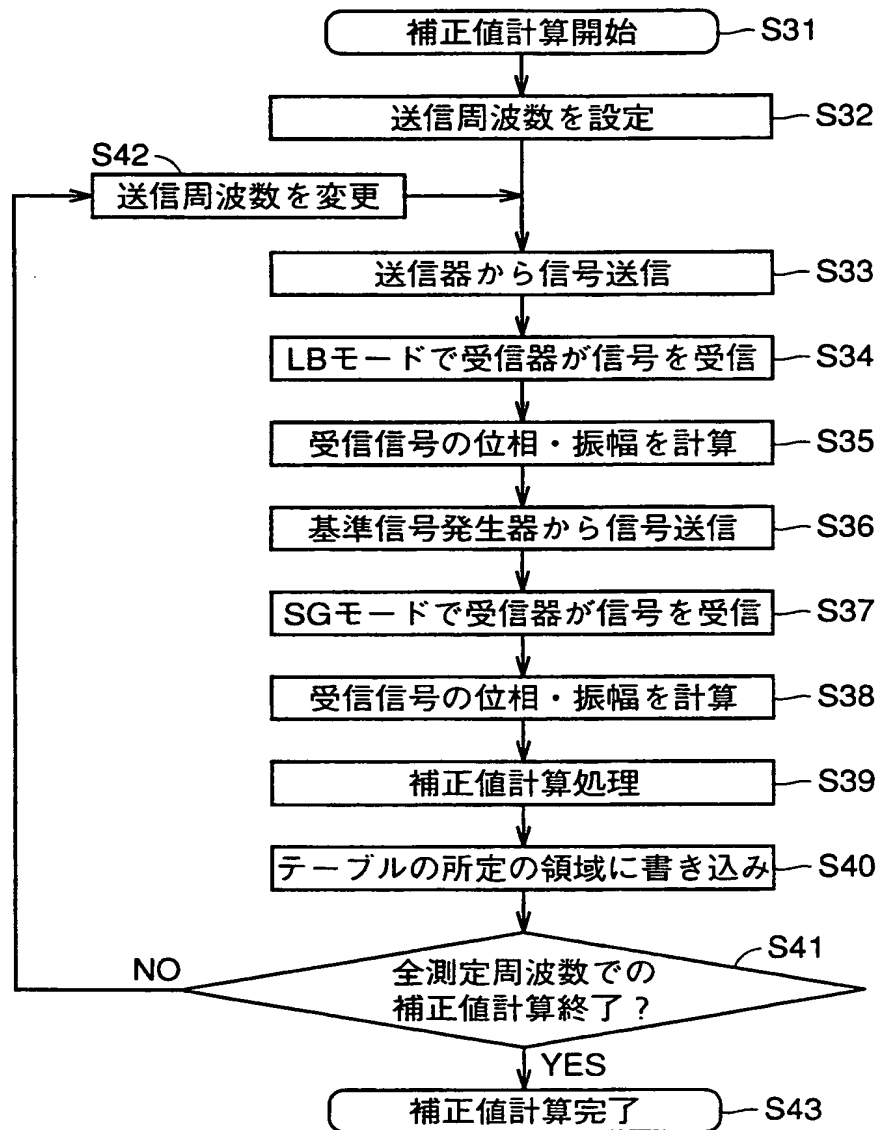 補正値計算開始
S31
送信周波数を設定
S32
S42
送信周波数を変更
送信器から信号送信
S33
LBモードで受信器が信号を受信
S34
受信信号の位相・振幅を計算
S35
基準信号発生器から信号送信
S36
SGモードで受信器が信号を受信
S37
受信信号の位相・振幅を計算
S38
補正値計算処理
S39
テーブルの所定の領域に書き込み
S40
S41
NO
全測定周波数での
補正値計算終了?
YES
補正値計算完了
S43